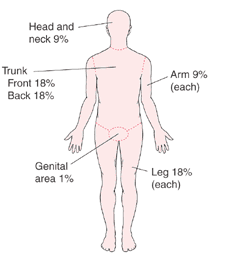 Head and
neck 9%
Trunk
Front 18%
Back 18%
Arm 9%
(each)
Genital
area 1%
Leg 18%
(each)